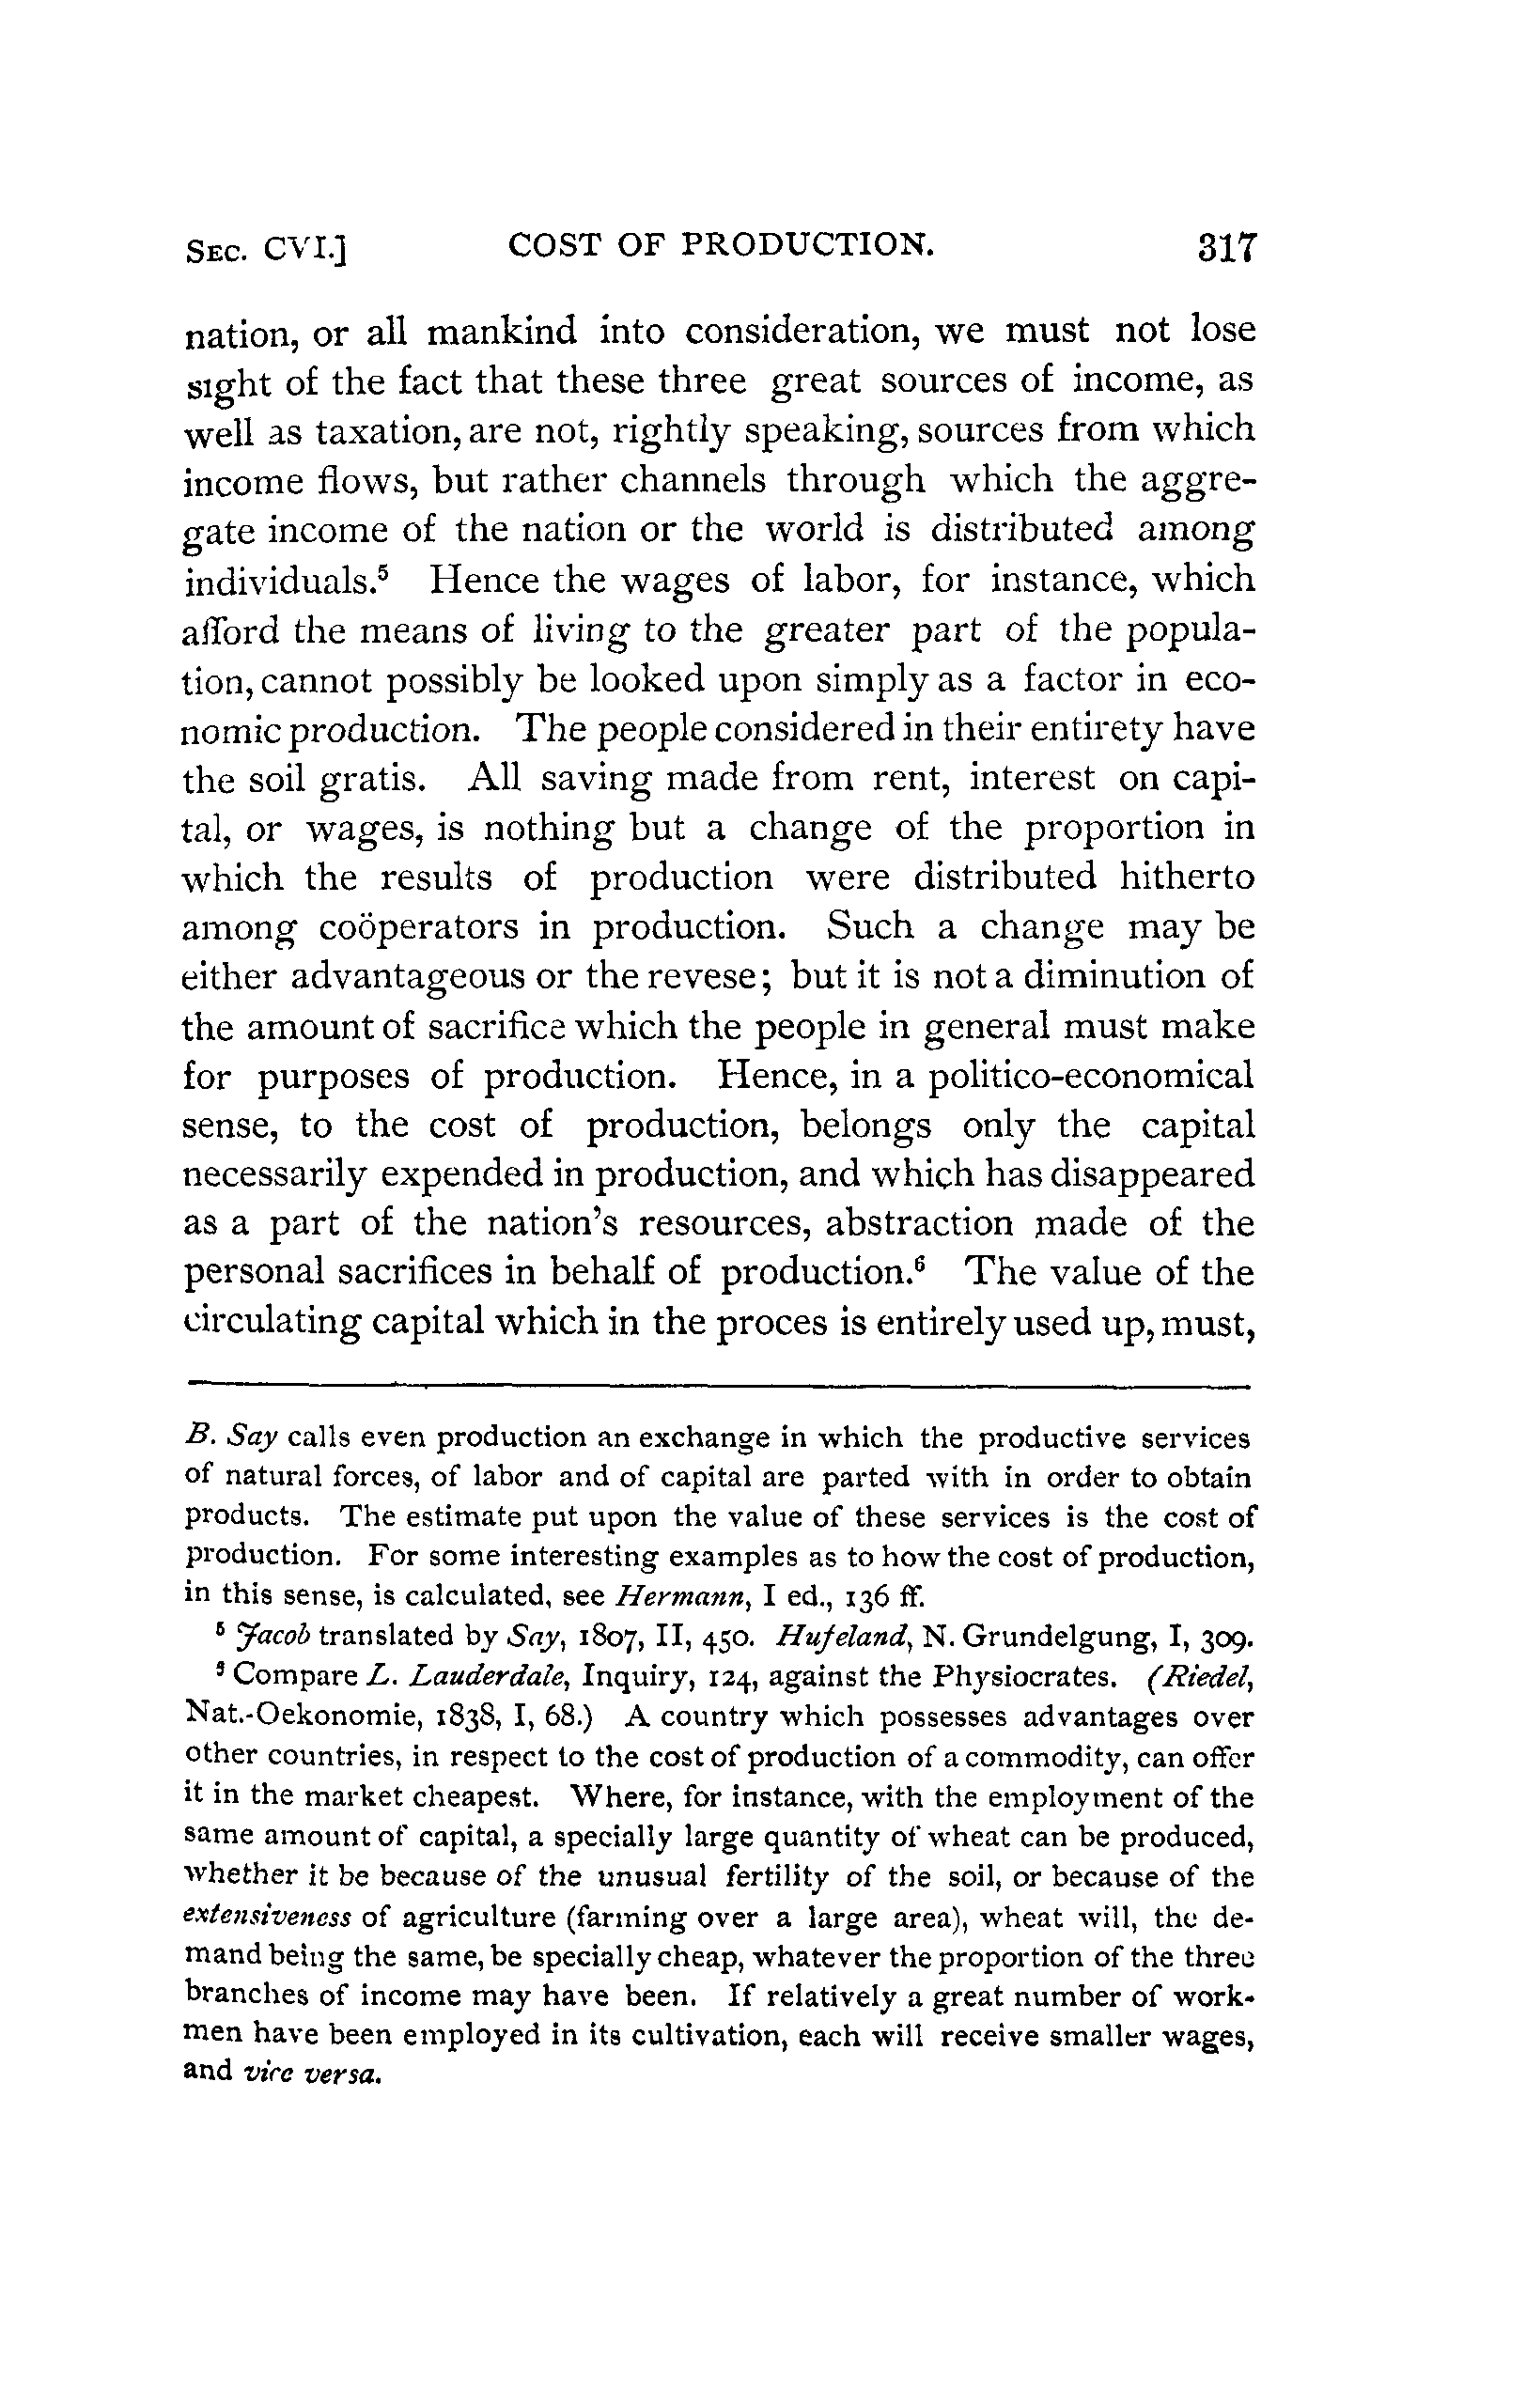 SEC. CVI.] COST OF PRODUCTION. 317
nation, or all mankind into consideration, we must not lose
sight of the fact that these three great sources of income, as
well as taxation, are not, rightly speaking, sources from which
income flows, but rather channels through which the aggre-
gate income of the nation or the world is distributed among
individuals.⁵ Hence the wages of labor, for instance, which
afford the means of living to the greater part of the popula-
tion, cannot possibly be looked upon simply as a factor in eco-
nomic production. The people considered in their entirety have
the soil gratis. All saving made from rent, interest on capi-
tal, or wages, is nothing but a change of the proportion in
which the results of production were distributed hitherto
among coöperators in production. Such a change may be
either advantageous or the revese; but it is not a diminution of
the amount of sacrifice which the people in general must make
for purposes of production. Hence, in a politico-economical
sense, to the cost of production, belongs only the capital
necessarily expended in production, and which has disappeared
as a part of the nation's resources, abstraction made of the
personal sacrifices in behalf of production.⁶ The value of the
circulating capital which in the proces is entirely used up, must,
B. Say calls even production an exchange in which the productive services
of natural forces, of labor and of capital are parted with in order to obtain
products. The estimate put upon the value of these services is the cost of
production. For some interesting examples as to how the cost of production,
in this sense, is calculated, see Hermann, I ed., 136 ff.
⁵ Jacob translated by Say, 1807, II, 450. Hufeland, N. Grundelgung, I, 309.
⁹ Compare L. Lauderdale, Inquiry, 124, against the Physiocrates. (Riedel,
Nat.-Oekonomie, 1838, I, 68.) A country which possesses advantages over
other countries, in respect to the cost of production of a commodity, can offer
it in the market cheapest. Where, for instance, with the employment of the
same amount of capital, a specially large quantity of wheat can be produced,
whether it be because of the unusual fertility of the soil, or because of the
extensiveness of agriculture (farming over a large area), wheat will, the de-
mand being the same, be specially cheap, whatever the proportion of the three
branches of income may have been. If relatively a great number of work-
men have been employed in its cultivation, each will receive smaller wages,
and vice versa.